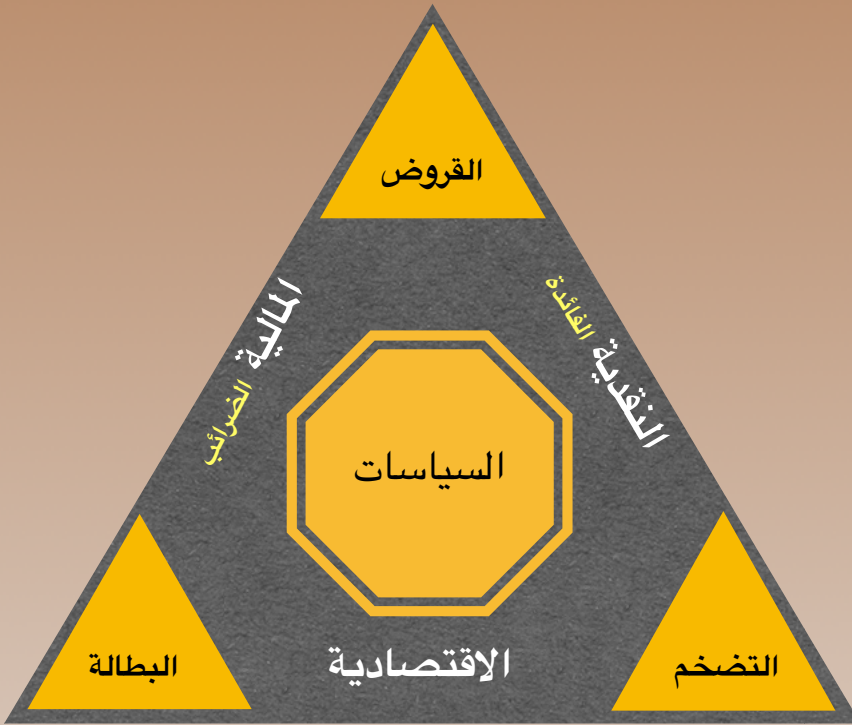 القروض
النقدية الفائدة
المالية الضرائب
السياسات
التضخم
الاقتصادية
البطالة